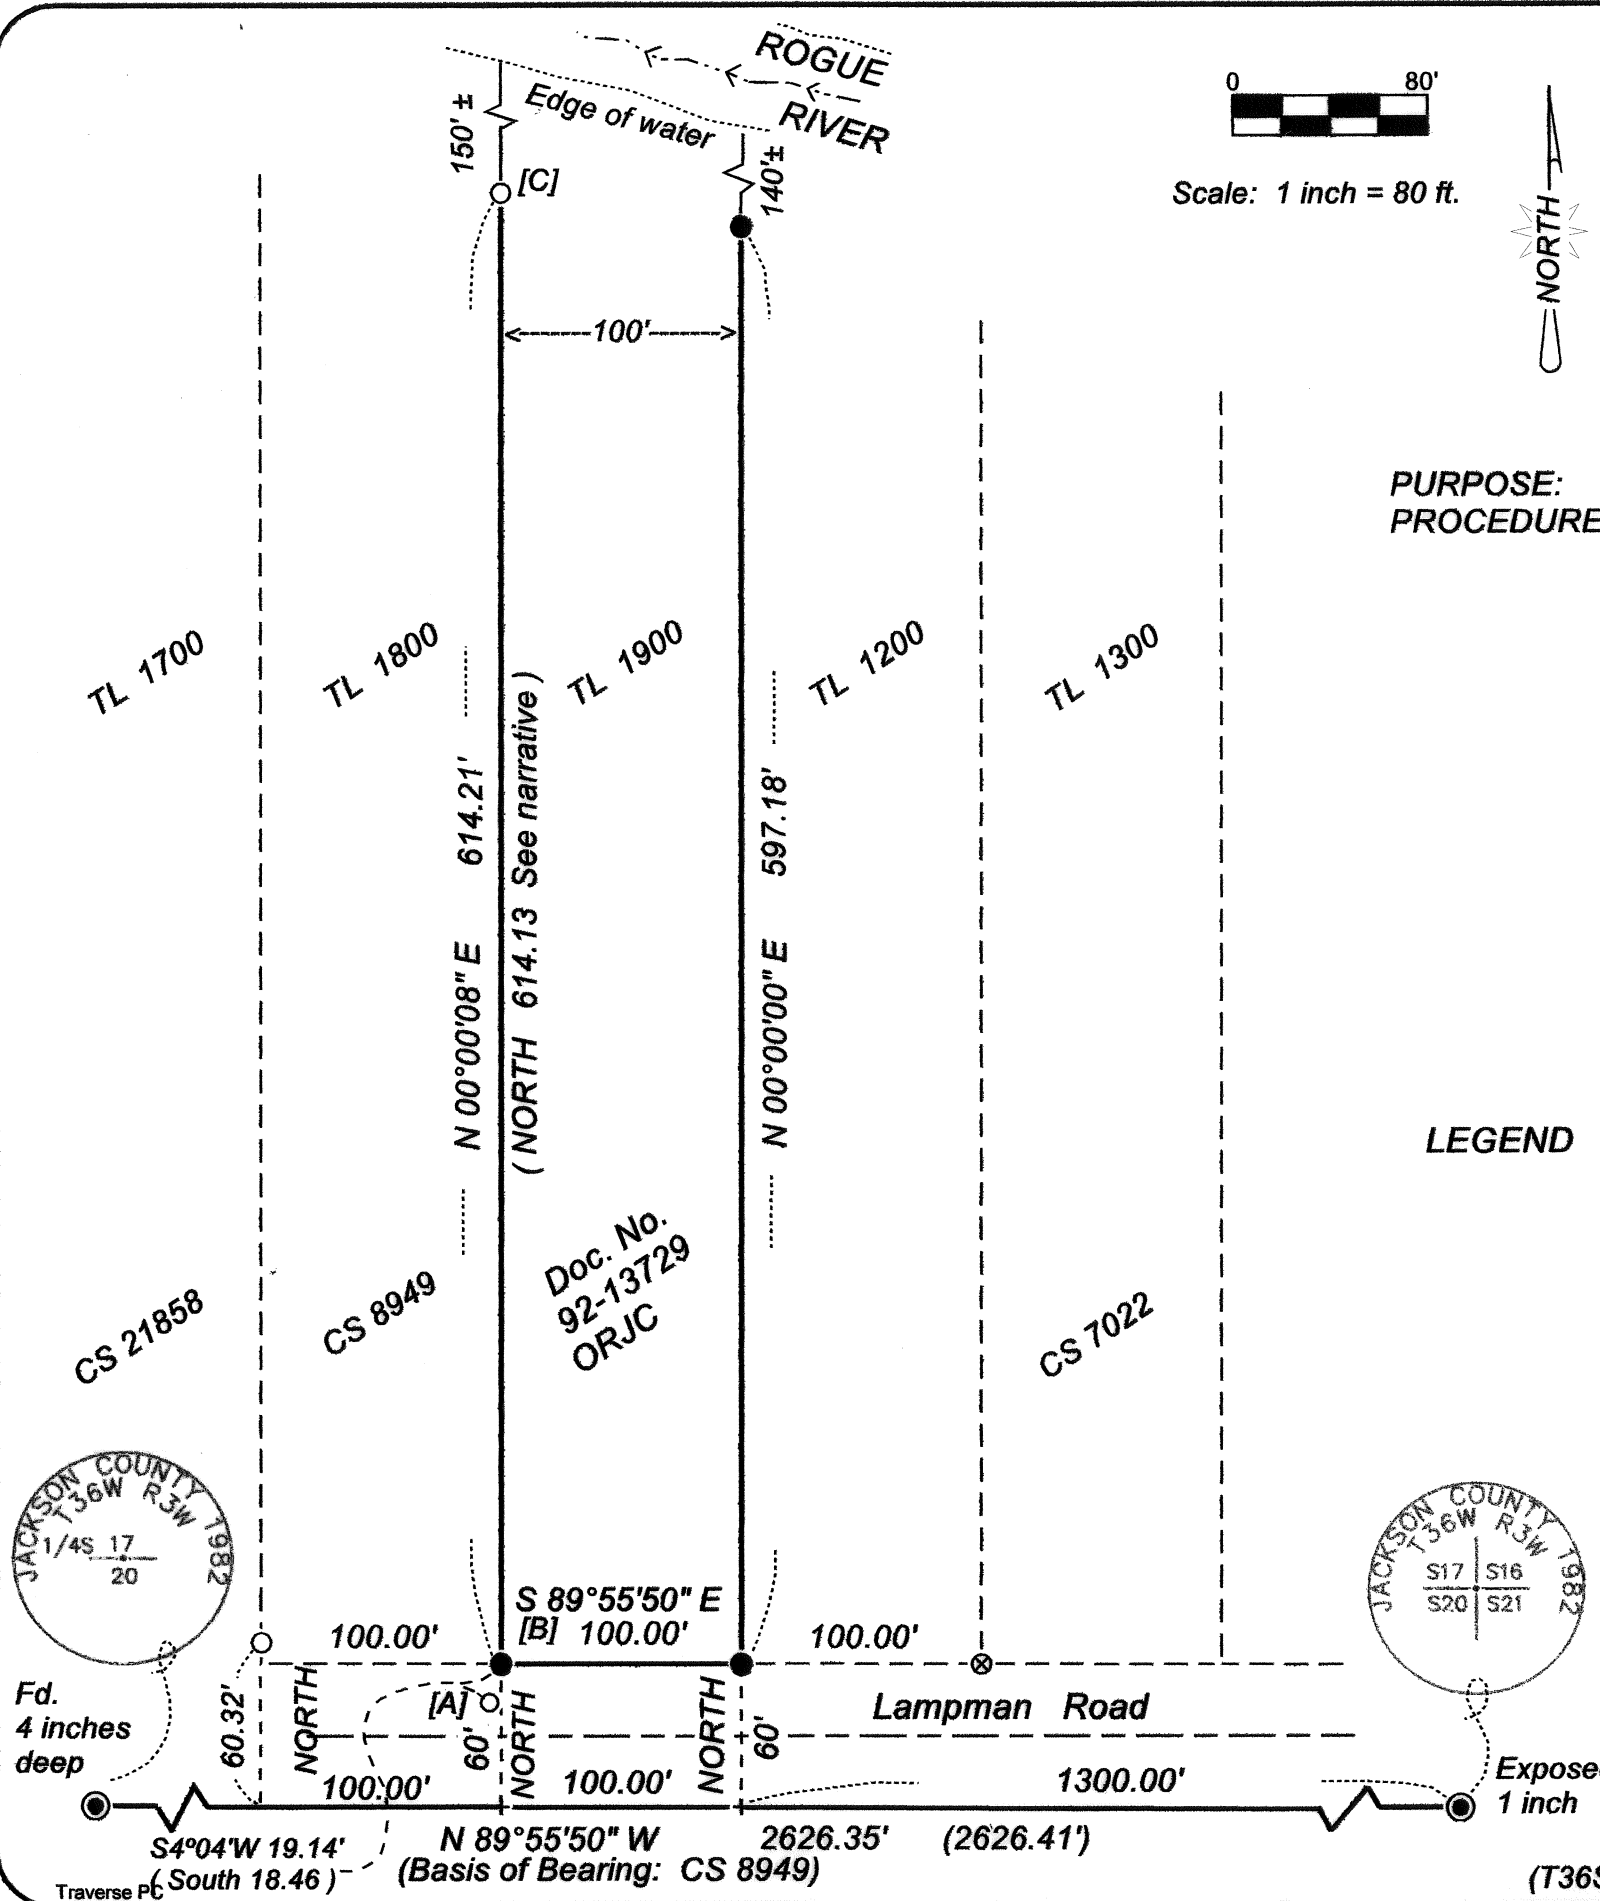 ROGUE
RIVER
Edge of water
150' ±
140'±
[C]
0 80'
Scale: 1 inch = 80 ft.
NORTH
100'
PURPOSE:
PROCEDURE
TL 1700
TL 1800
TL 1900
TL 1200
TL 1300
N 00°00'08" E 614.21'
( NORTH 614.13 See narrative )
N 00°00'00" E 597.18'
LEGEND
CS 21858
CS 8949
Doc. No.
92-13729
ORJC
CS 7022
JACKSON COUNTY 1982
T36W R3W
1/4S 17
20
JACKSON COUNTY 1982
T36W R3W
S17 S16
S20 S21
S 89°55'50" E
100.00'
[B] 100.00'
100.00'
[A]
Lampman Road
Fd.
4 inches
deep
60.32'
NORTH
60'
NORTH
NORTH
60'
100.00'
100.00'
1300.00'
Expose
1 inch
S4°04'W 19.14'
( South 18.46 )
N 89°55'50" W 2626.35' (2626.41')
(Basis of Bearing: CS 8949)
Traverse PC
(T36S